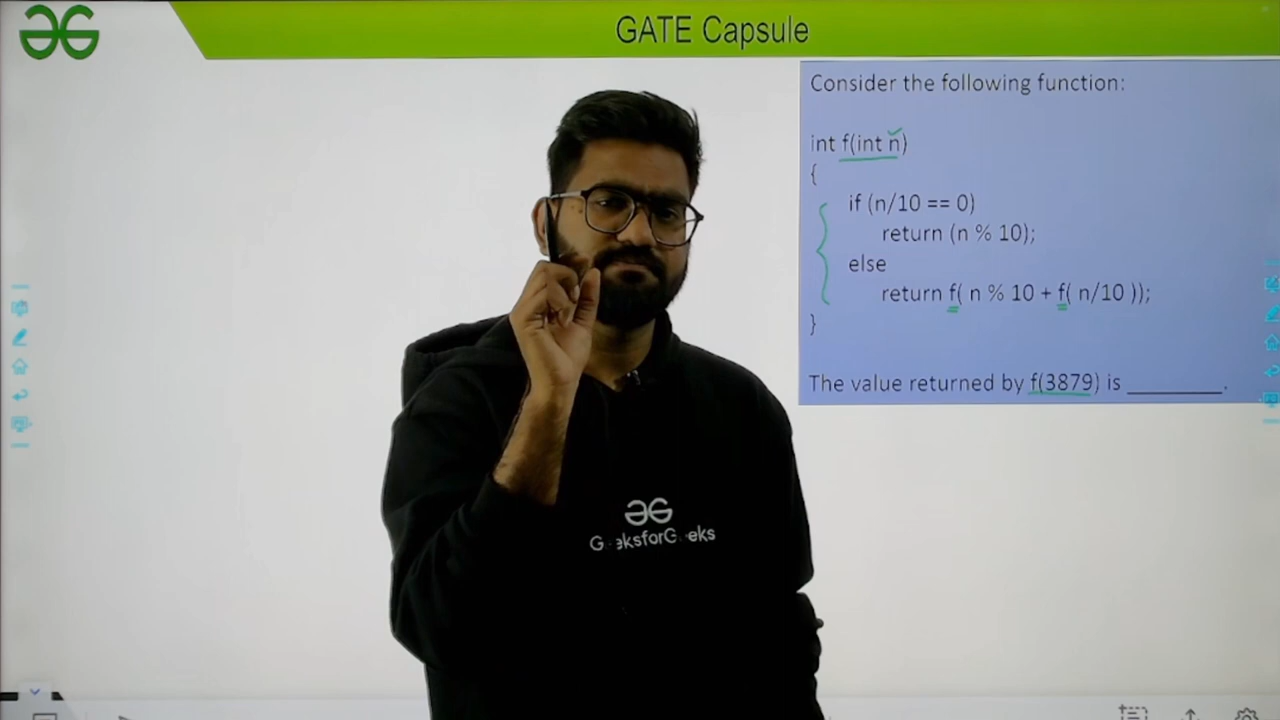 GATE Capsule
Consider the following function:
int f(int n)
{
if (n/10 == 0)
return (n % 10);
else
return f( n % 10 + f( n/10 ));
}
The value returned by f(3879) is __________.
GeeksforGeeks